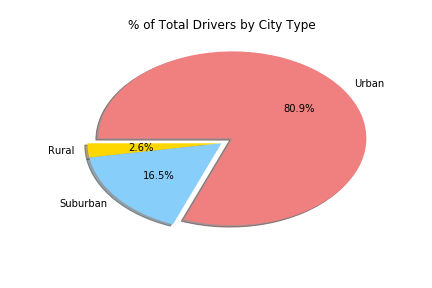 % of Total Drivers by City Type
Urban
80.9%
Rural
2.6%
16.5%
Suburban